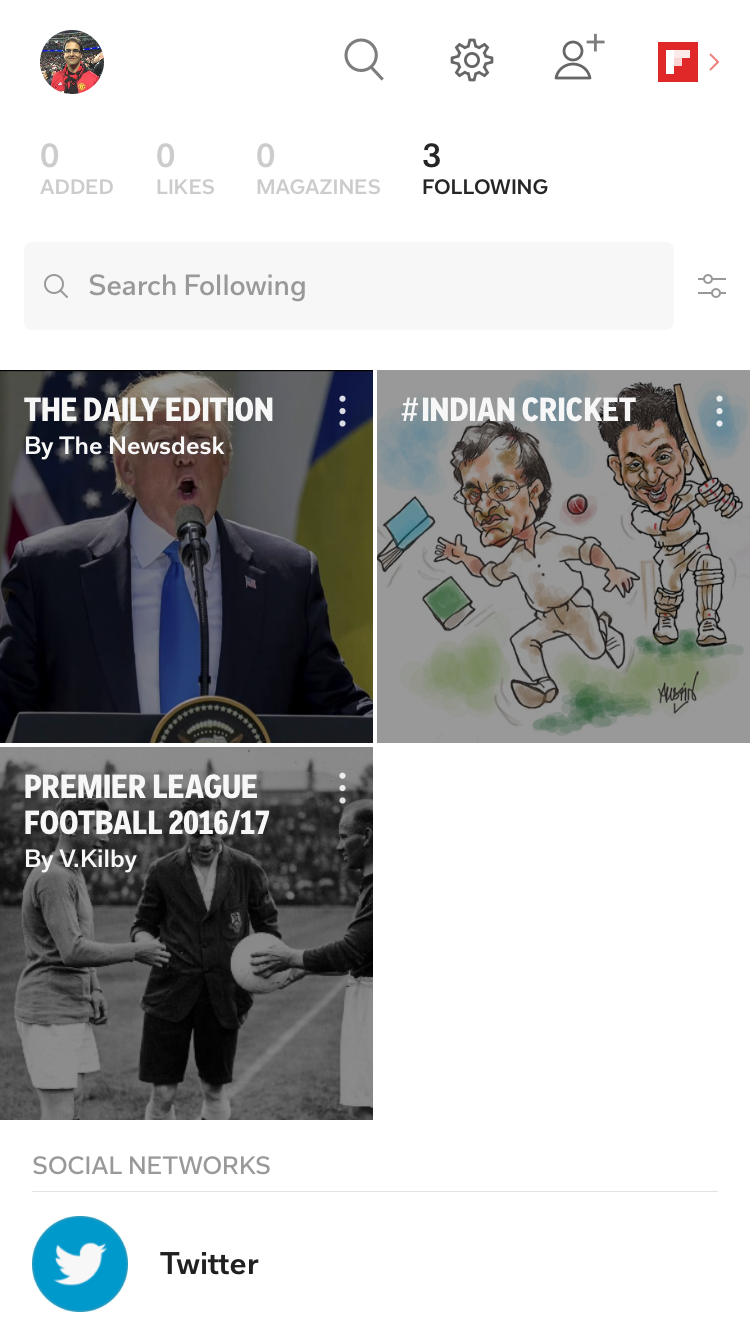 0
ADDED
0
LIKES
0
MAGAZINES
3
FOLLOWING
Search Following
THE DAILY EDITION
By The Newsdesk
#INDIAN CRICKET
PREMIER LEAGUE
FOOTBALL 2016/17
By V.Kilby
SOCIAL NETWORKS
Twitter